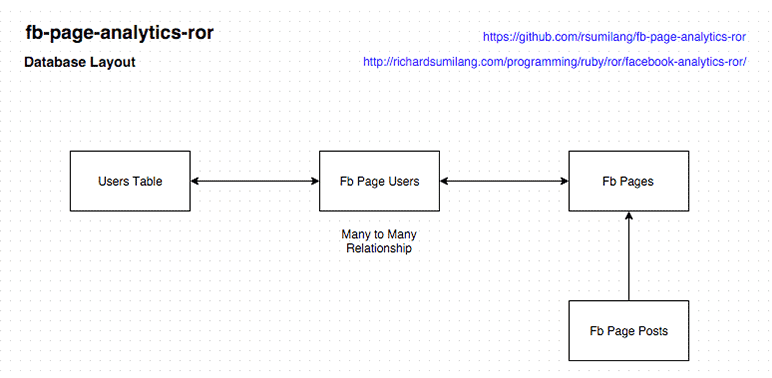 fb-page-analytics-ror
https://github.com/rsumilang/fb-page-analytics-ror
Database Layout
http://richardsumilang.com/programming/ruby/ror/facebook-analytics-ror/
Users Table
Fb Page Users
Fb Pages
Many to Many
Relationship
Fb Page Posts